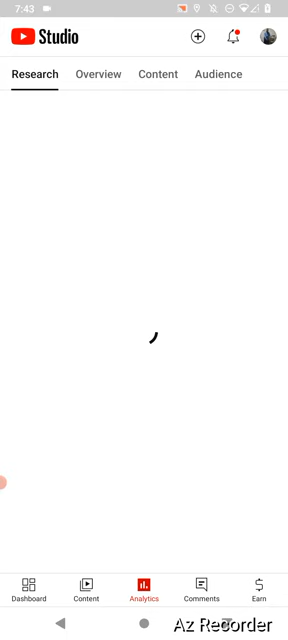 7:43
Studio
Research Overview Content Audience
Dashboard Content Analytics Comments Earn
Az Recorder